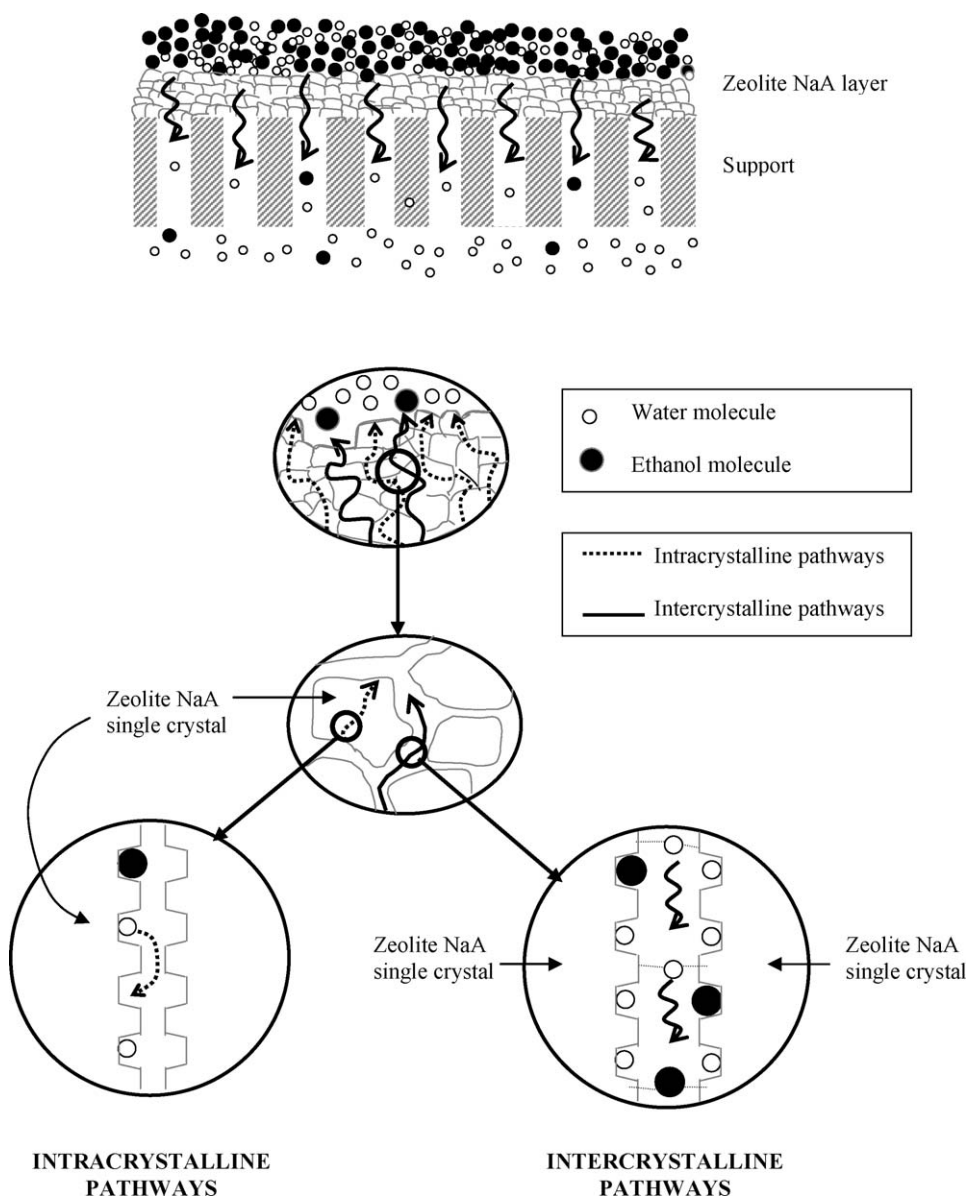 Zeolite NaA layer
Support
Water molecule
Ethanol molecule
Intracrystalline pathways
Intercrystalline pathways
Zeolite NaA
single crystal
Zeolite NaA
single crystal
Zeolite NaA
single crystal
INTRACRYSTALLINE
PATHWAYS
INTERCRYSTALLINE
PATHWAYS